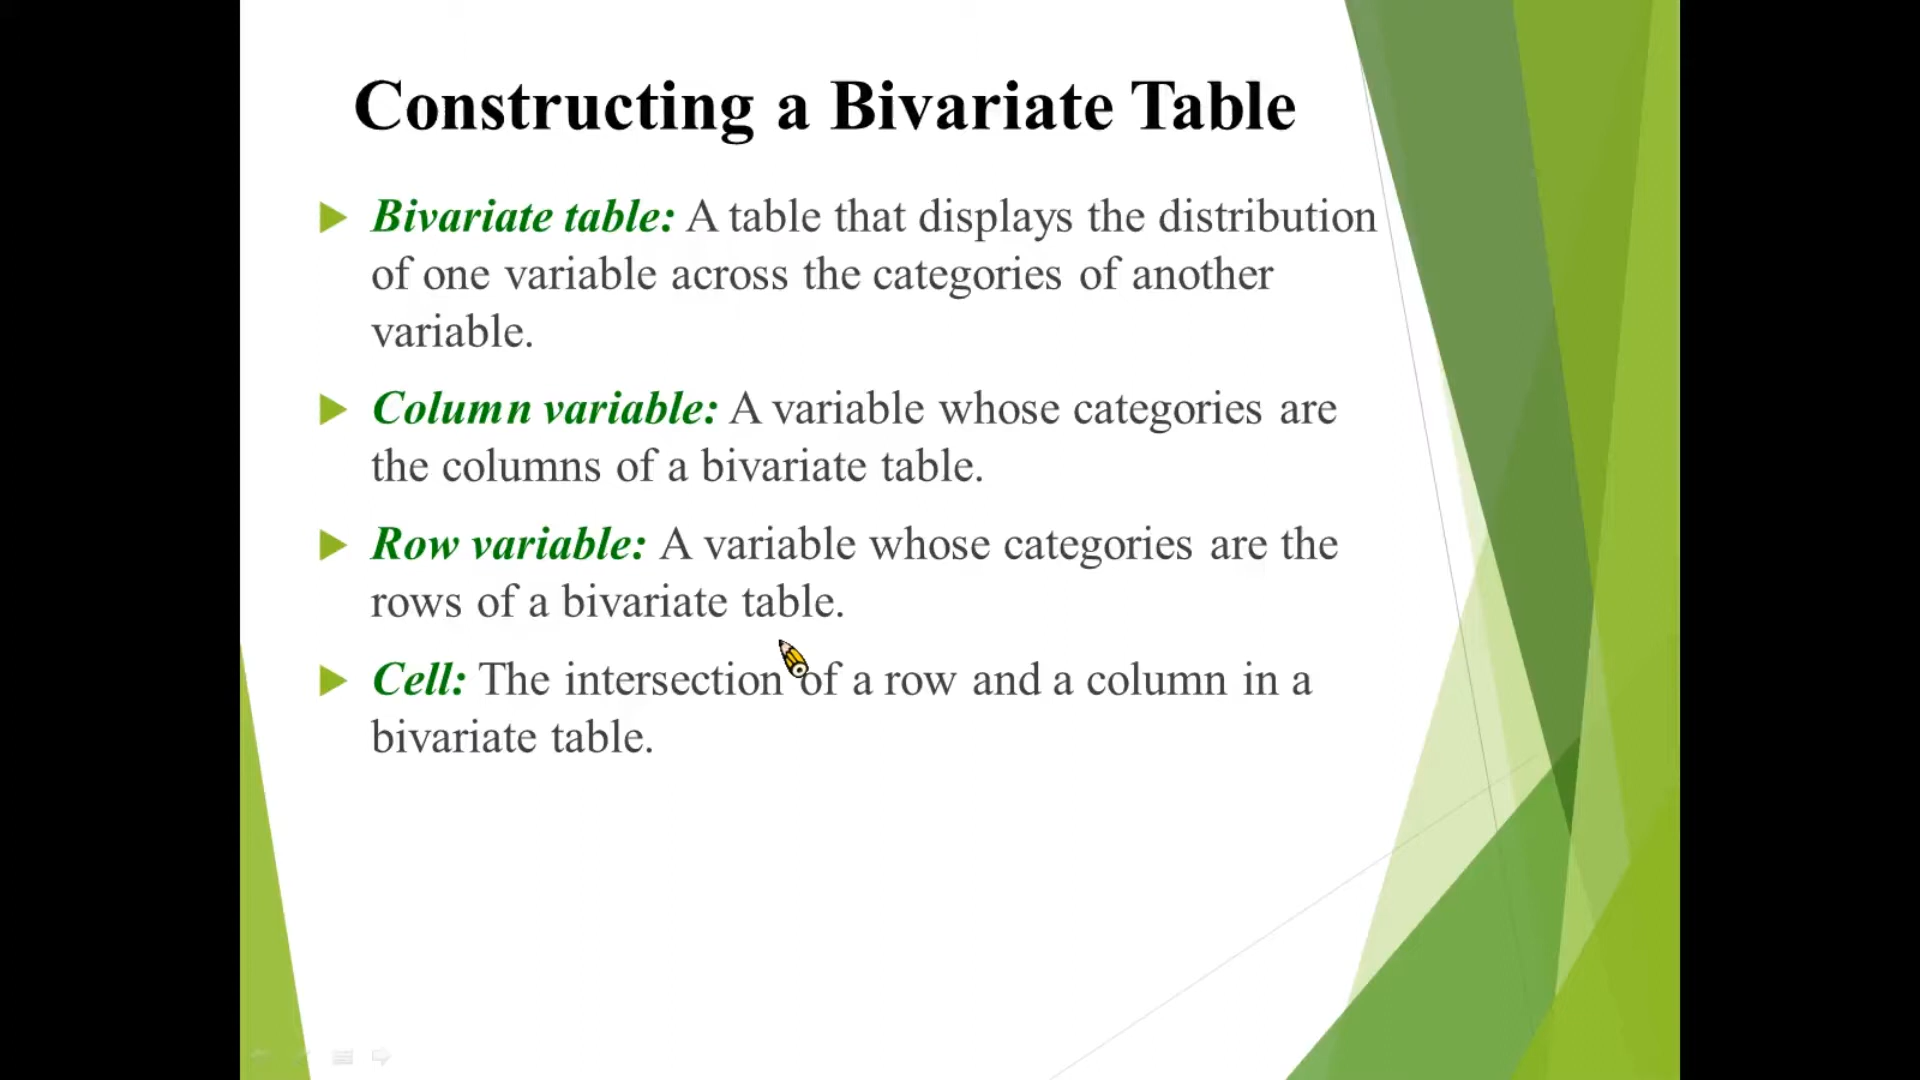 Constructing a Bivariate Table
Bivariate table: A table that displays the distribution
of one variable across the categories of another
variable.
Column variable: A variable whose categories are
the columns of a bivariate table.
Row variable: A variable whose categories are the
rows of a bivariate table.
Cell: The intersection of a row and a column in a
bivariate table.